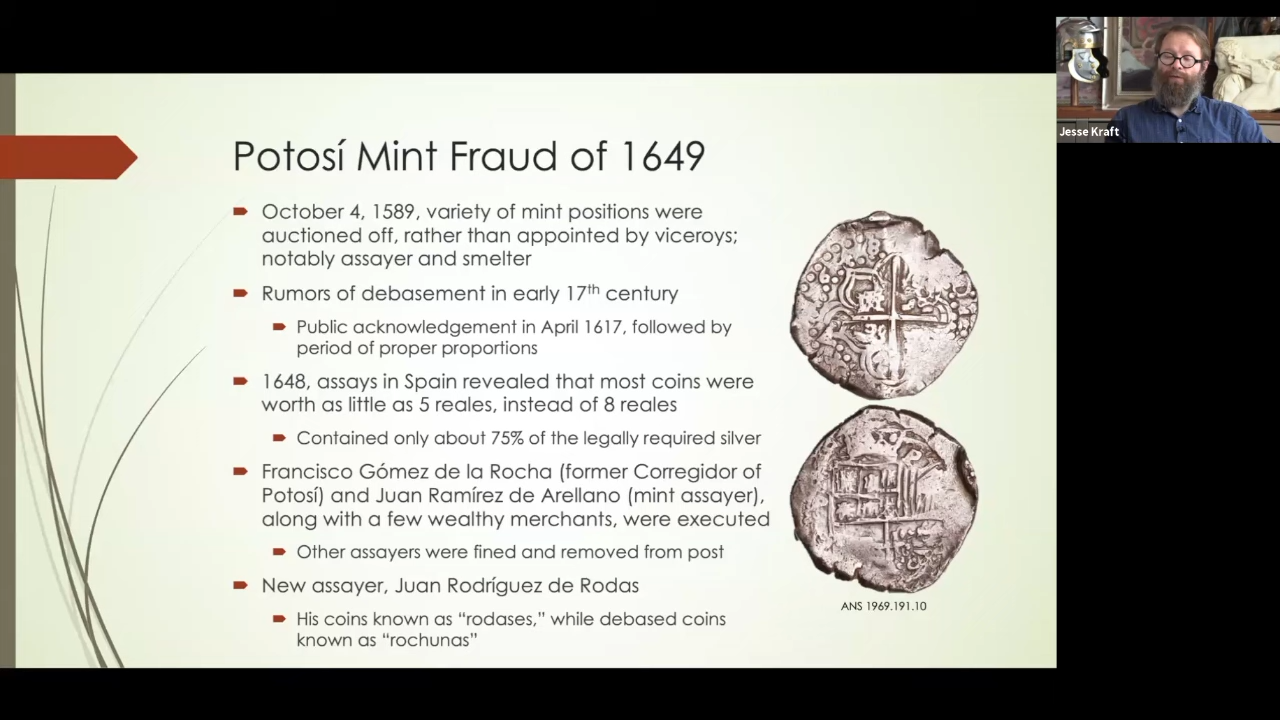 Jesse Kraft
Potosí Mint Fraud of 1649
October 4, 1589, variety of mint positions were
auctioned off, rather than appointed by viceroys;
notably assayer and smelter
Rumors of debasement in early 17th century
Public acknowledgement in April 1617, followed by
period of proper proportions
1648, assays in Spain revealed that most coins were
worth as little as 5 reales, instead of 8 reales
Contained only about 75% of the legally required silver
Francisco Gómez de la Rocha (former Corregidor of
Potosí) and Juan Ramírez de Arellano (mint assayer),
along with a few wealthy merchants, were executed
Other assayers were fined and removed from post
New assayer, Juan Rodríguez de Rodas
His coins known as “rodases,” while debased coins
known as “rochunas”
ANS 1969.191.10